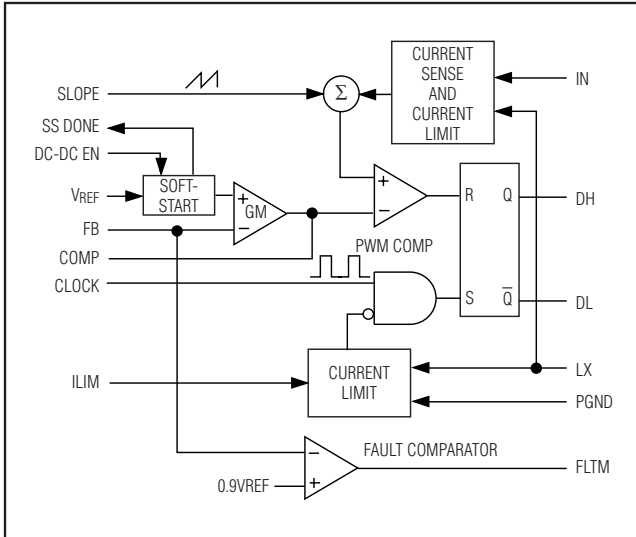 CURRENT
SENSE
AND
CURRENT
LIMIT
IN
SLOPE
Σ
SS DONE
DC-DC EN
SOFT-
START
VREF
+
GM
−
+
−
R
Q
DH
FB
COMP
PWM COMP
CLOCK
S
Q̅
DL
ILIM
CURRENT
LIMIT
LX
PGND
−
FAULT COMPARATOR
FLTM
0.9VREF
+